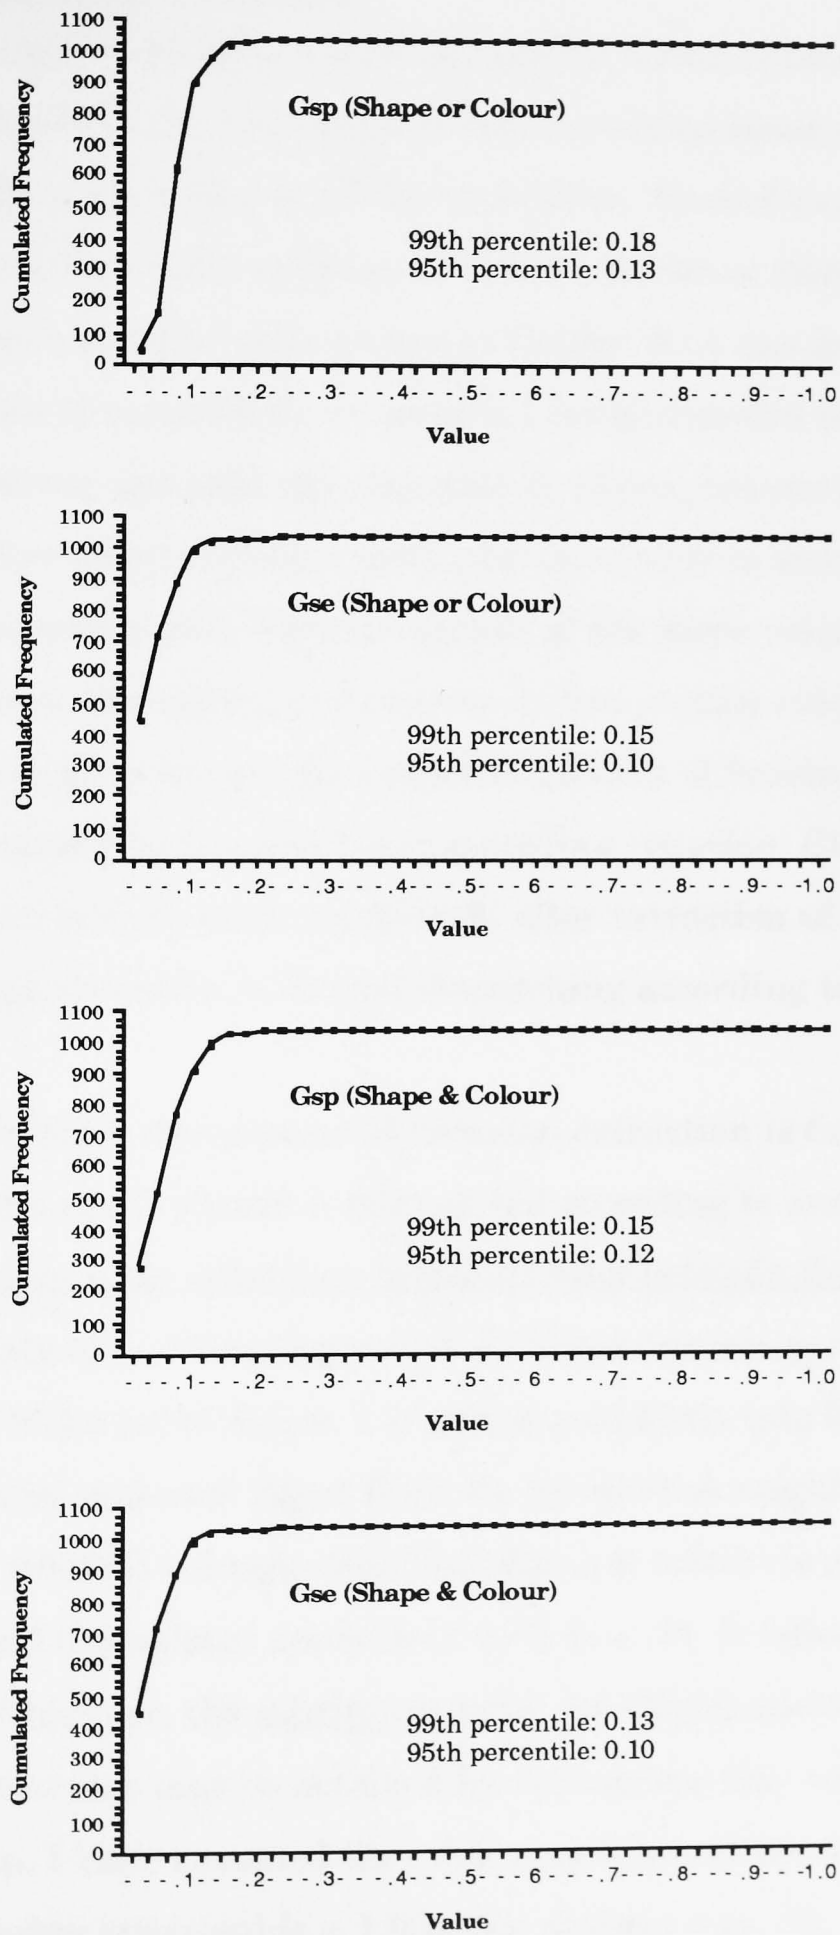 1100
1000
900
800
700
600
500
400
300
200
100
0
Cumulated Frequency
Gsp (Shape or Colour)
99th percentile: 0.18
95th percentile: 0.13
- - - .1- - - .2- - - .3- - - .4- - - .5- - - 6 - - - .7- - - .8- - - .9- - -1.0
Value
1100
1000
900
800
700
600
500
400
300
200
100
0
Cumulated Frequency
Gse (Shape or Colour)
99th percentile: 0.15
95th percentile: 0.10
- - - .1- - - .2- - - .3- - - .4- - - .5- - - 6 - - - .7- - - .8- - - .9- - -1.0
Value
1100
1000
900
800
700
600
500
400
300
200
100
0
Cumulated Frequency
Gsp (Shape & Colour)
99th percentile: 0.15
95th percentile: 0.12
- - - .1- - - .2- - - .3- - - .4- - - .5- - - 6 - - - .7- - - .8- - - .9- - -1.0
Value
1100
1000
900
800
700
600
500
400
300
200
100
0
Cumulated Frequency
Gse (Shape & Colour)
99th percentile: 0.13
95th percentile: 0.10
- - - .1- - - .2- - - .3- - - .4- - - .5- - - 6 - - - .7- - - .8- - - .9- - -1.0
Value